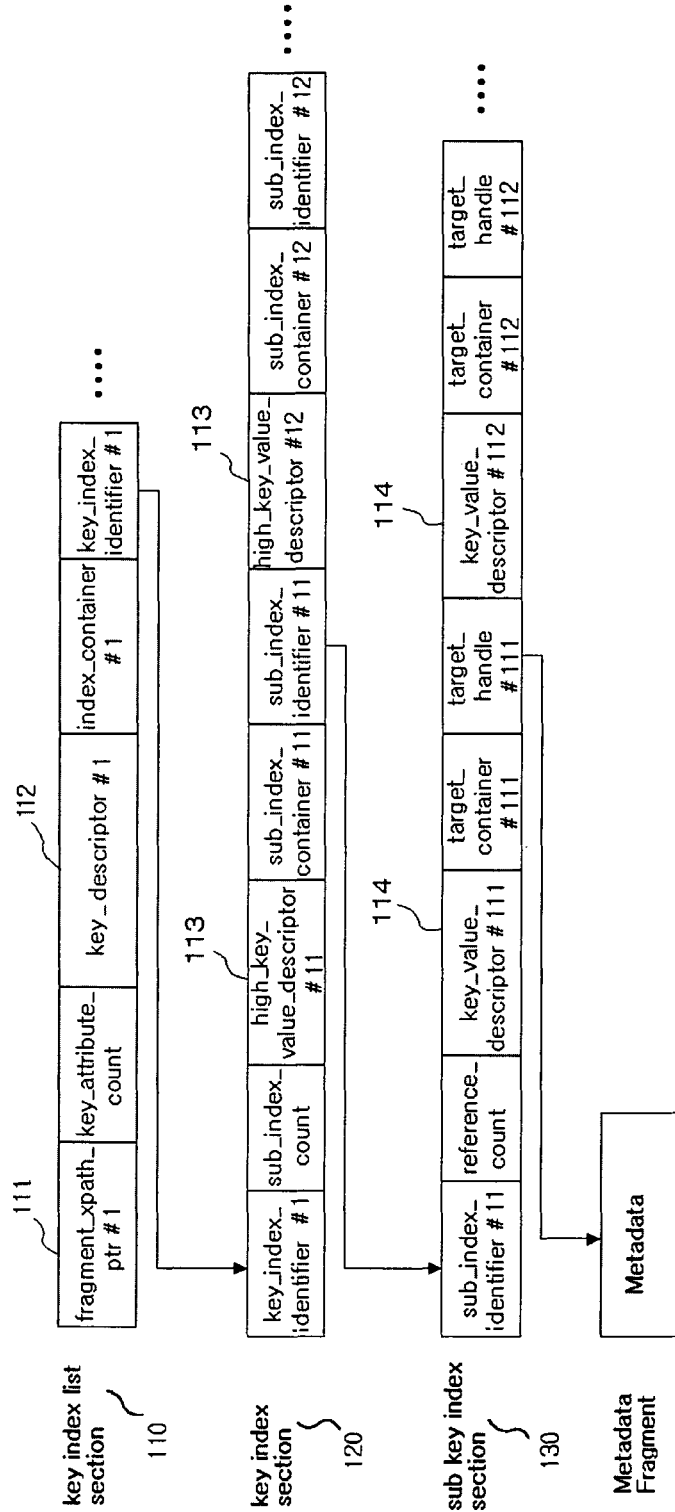 key index list
section
110
111
fragment_xpath_
ptr # 1
key_attribute_
count
112
key_descriptor # 1
index_container
# 1
key_index_
identifier # 1
••••
key index
section
120
key_index_
identifier # 1
sub_index_
count
113
high_key_
value_descriptor
# 11
sub_index_
container # 11
sub_index_
identifier # 11
113
high_key_value_
descriptor #12
sub_index_
container # 12
sub_index_
identifier # 12
••••
sub key index
section
130
sub_index_
identifier # 11
reference_
count
114
key_value_
descriptor # 111
target_
container
# 111
target_
handle
# 111
114
key_value_
descriptor # 112
target_
container
# 112
target_
handle
# 112
••••
Metadata
Fragment
Metadata